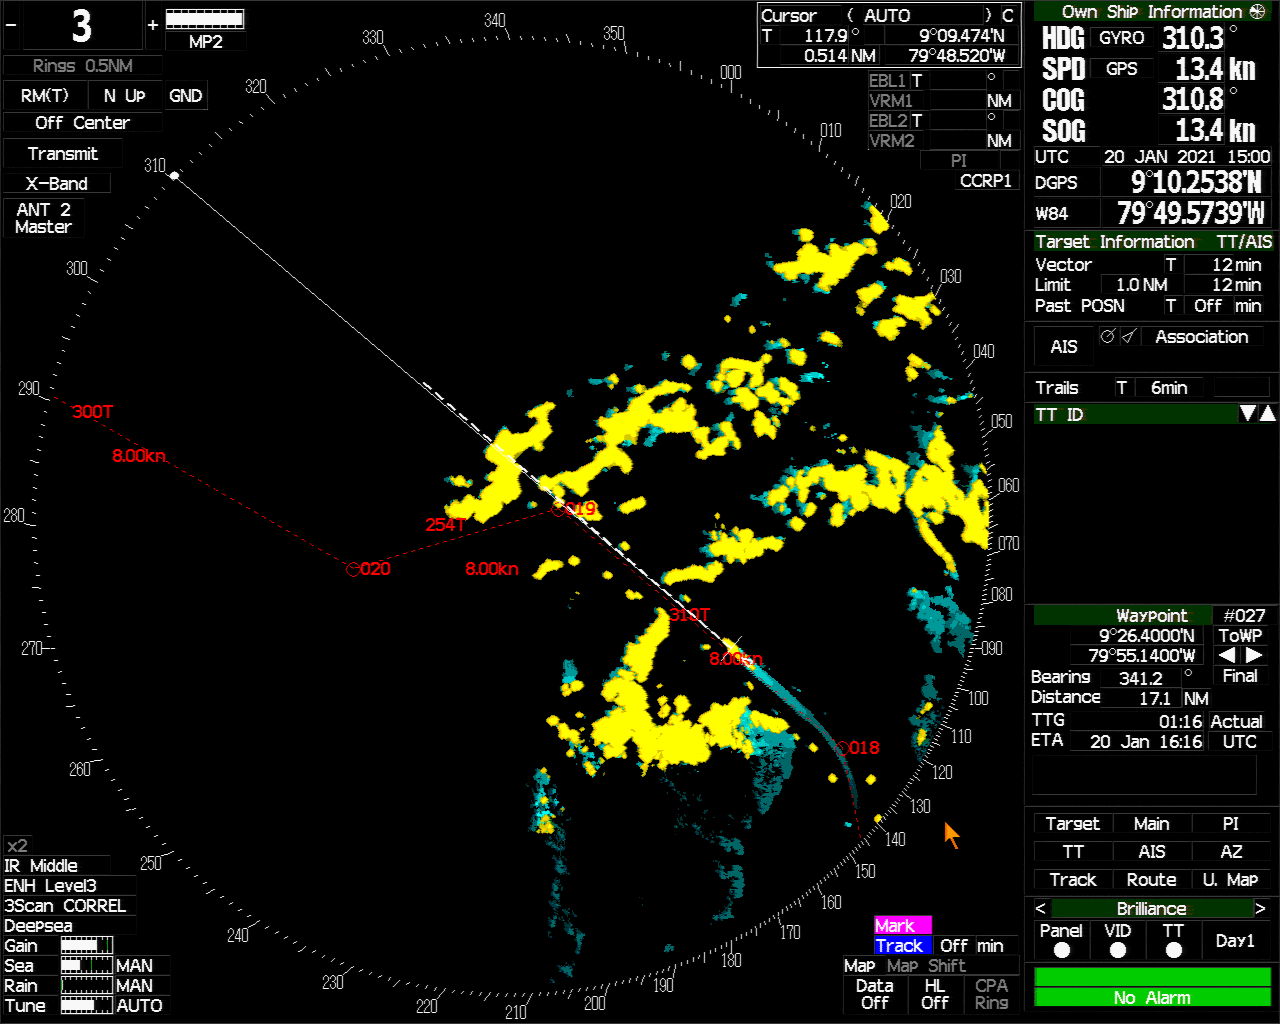 - 3 +
MP2
Rings 0.5NM
RM(T) N Up GND
Off Center
Transmit
X-Band
ANT 2
Master
Cursor ( AUTO ) C
T 117.9° 9°09.474'N
0.514 NM 79°48.520'W
EBL1 T °
VRM1 NM
EBL2 T °
VRM2 NM
PI
CCRP1
340
350
330
000
320
010
310
020
300
030
290
040
280
050
270
060
260
070
250
080
240
090
230
100
220
110
210
120
200
130
190
140
180
150
170
160
300T
8.00kn
254T
019
020
8.00kn
310T
8.00kn
018
x2
IR Middle
ENH Level3
3Scan CORREL
Deepsea
Gain
Sea MAN
Rain MAN
Tune AUTO
Mark
Track Off min
Map Map Shift
Data Off
HL Off
CPA Ring
Own Ship Information
HDG GYRO 310.3°
SPD GPS 13.4 kn
COG 310.8°
SOG 13.4 kn
UTC 20 JAN 2021 15:00
DGPS 9°10.2538'N
W84 79°49.5739'W
Target Information TT/AIS
Vector T 12 min
Limit 1.0 NM 12 min
Past POSN T Off min
AIS Association
Trails T 6min
TT ID ▼▲
Waypoint #027
9°26.4000'N ToWP
79°55.1400'W ◀ ▶
Bearing 341.2° Final
Distance 17.1 NM
TTG 01:16 Actual
ETA 20 Jan 16:16 UTC
Target Main PI
TT AIS AZ
Track Route U. Map
< Brilliance >
Panel VID TT Day1
No Alarm